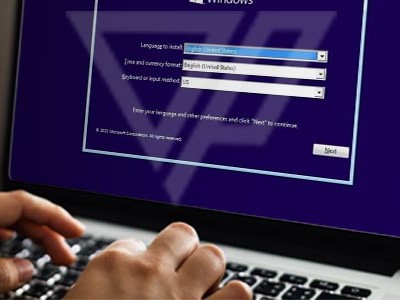 Windows
Language to install: English (United States)
Time and currency format: English (United States)
Keyboard or input method: US
Enter your language and other preferences and click "Next" to continue.
Microsoft Corporation. All rights reserved.
Next